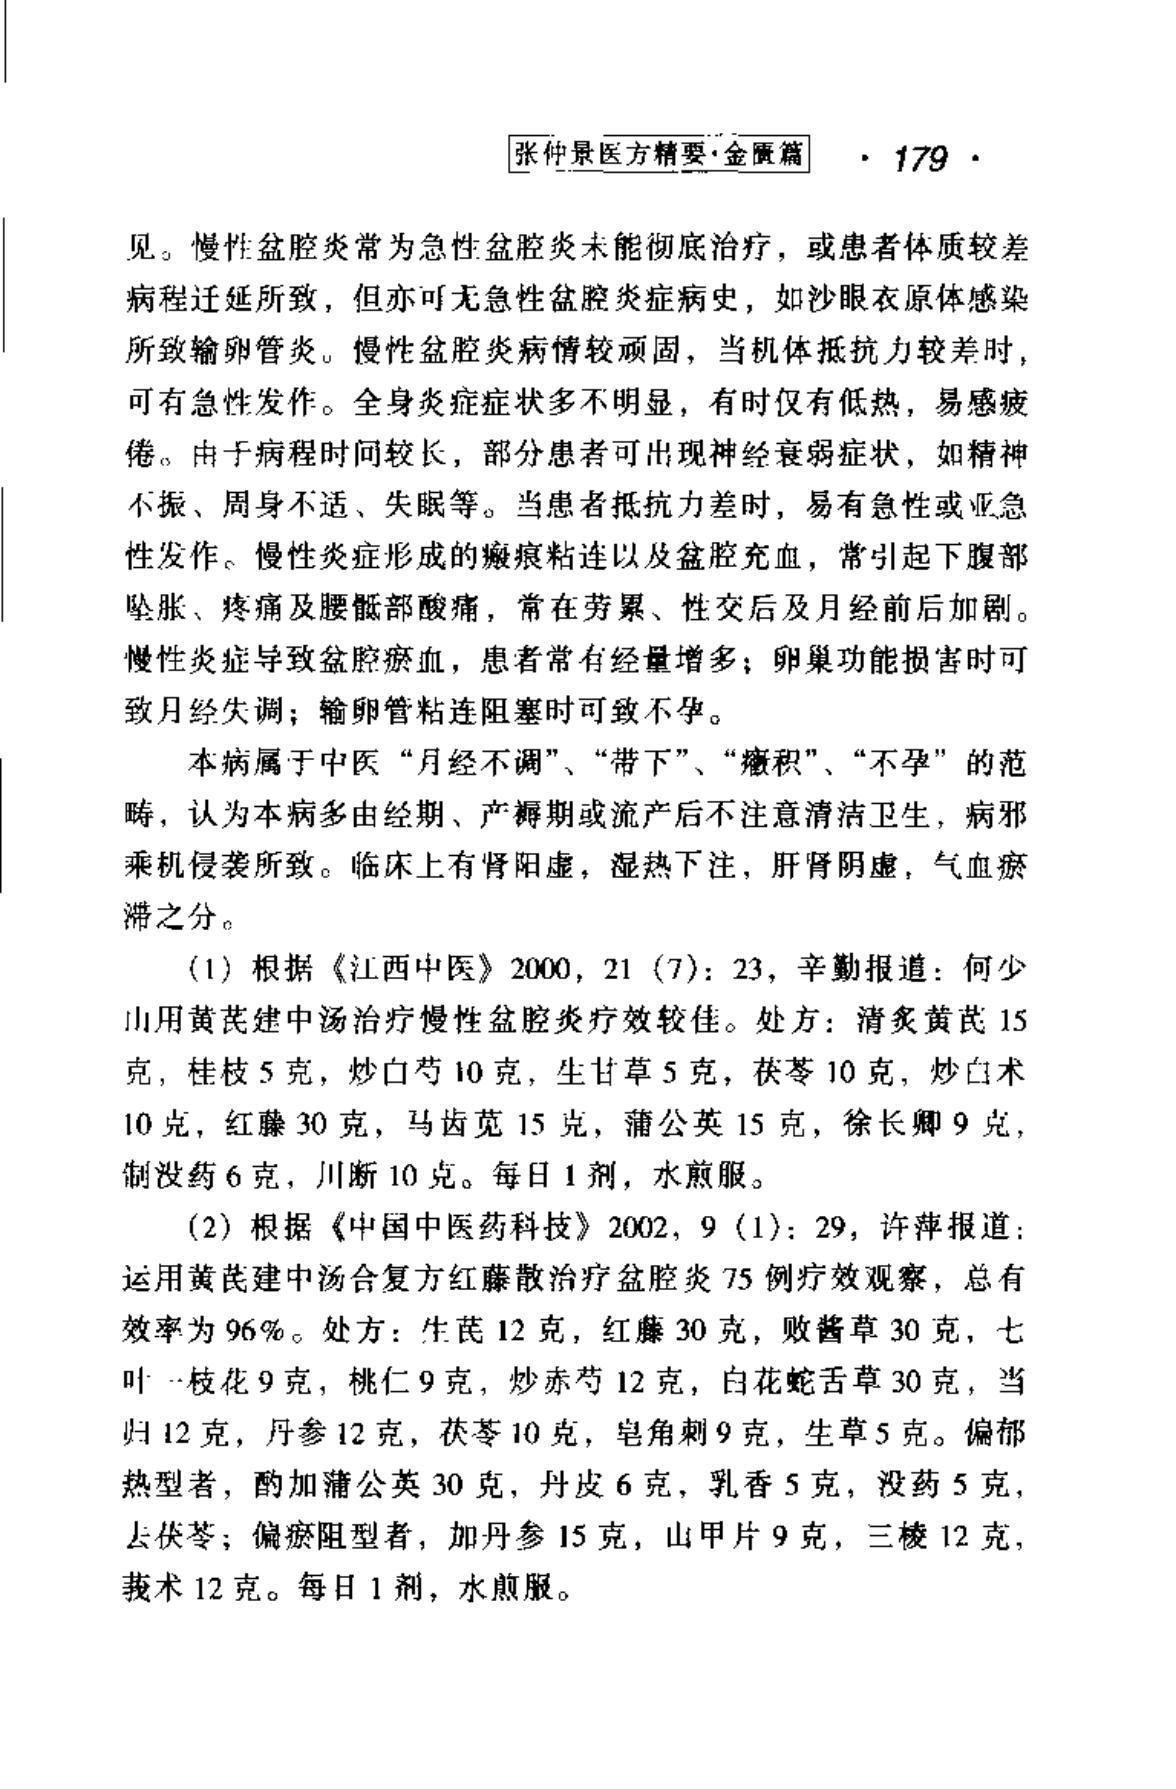 张仲景医方精要·金匮篇 · 179 ·
见。慢性盆腔炎常为急性盆腔炎未能彻底治疗，或患者体质较差
病程迁延所致，但亦可无急性盆腔炎症病史，如沙眼衣原体感染
所致输卵管炎。慢性盆腔炎病情较顽固，当机体抵抗力较差时，
可有急性发作。全身炎症症状多不明显，有时仅有低热，易感疲
倦。由于病程时间较长，部分患者可出现神经衰弱症状，如精神
不振、周身不适、失眠等。当患者抵抗力差时，易有急性或亚急
性发作。慢性炎症形成的瘢痕粘连以及盆腔充血，常引起下腹部
坠胀、疼痛及腰骶部酸痛，常在劳累、性交后及月经前后加剧。
慢性炎症导致盆腔瘀血，患者常有经量增多；卵巢功能损害时可
致月经失调；输卵管粘连阻塞时可致不孕。
本病属于中医“月经不调”、“带下”、“癥积”、“不孕”的范
畴，认为本病多由经期、产褥期或流产后不注意清洁卫生，病邪
乘机侵袭所致。临床上有肾阳虚，湿热下注，肝肾阴虚，气血瘀
滞之分。
（1）根据《江西中医》2000，21（7）：23，辛勤报道：何少
山用黄芪建中汤治疗慢性盆腔炎疗效较佳。处方：清炙黄芪 15
克，桂枝 5 克，炒白芍 10 克，生甘草 5 克，茯苓 10 克，炒白术
10 克，红藤 30 克，马齿苋 15 克，蒲公英 15 克，徐长卿 9 克，
制没药 6 克，川断 10 克。每日 1 剂，水煎服。
（2）根据《中国中医药科技》2002，9（1）：29，许萍报道：
运用黄芪建中汤合复方红藤散治疗盆腔炎 75 例疗效观察，总有
效率为 96%。处方：生芪 12 克，红藤 30 克，败酱草 30 克，七
叶一枝花 9 克，桃仁 9 克，炒赤芍 12 克，白花蛇舌草 30 克，当
归 12 克，丹参 12 克，茯苓 10 克，皂角刺 9 克，生草 5 克。偏郁
热型者，酌加蒲公英 30 克，丹皮 6 克，乳香 5 克，没药 5 克，
去茯苓；偏瘀阻型者，加丹参 15 克，山甲片 9 克，三棱 12 克，
莪术 12 克。每日 1 剂，水煎服。